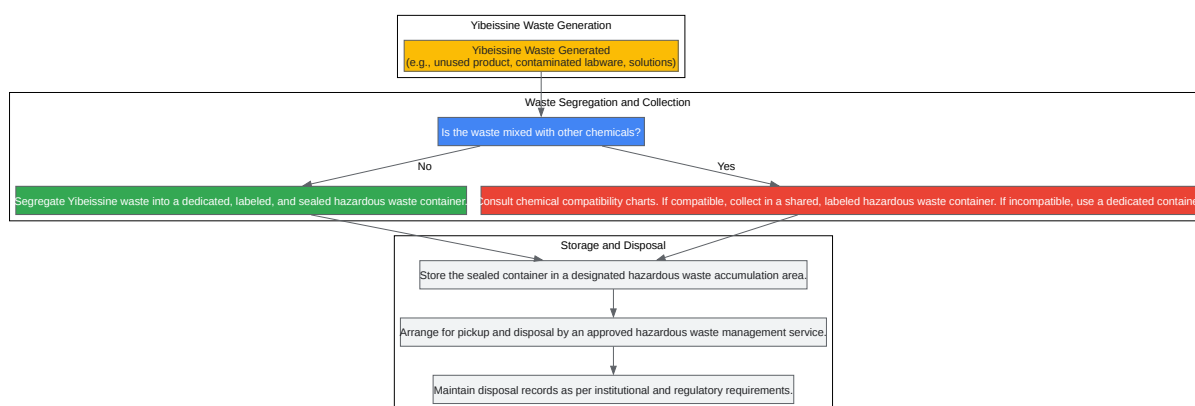 Yibeissine Waste Generation
Yibeissine Waste Generated
(e.g., unused product, contaminated labware, solutions)
Waste Segregation and Collection
Is the waste mixed with other chemicals?
No
Yes
Segregate Yibeissine waste into a dedicated, labeled, and sealed hazardous waste container.
Consult chemical compatibility charts. If compatible, collect in a shared, labeled hazardous waste container. If incompatible, use a dedicated containe
Storage and Disposal
Store the sealed container in a designated hazardous waste accumulation area.
Arrange for pickup and disposal by an approved hazardous waste management service.
Maintain disposal records as per institutional and regulatory requirements.